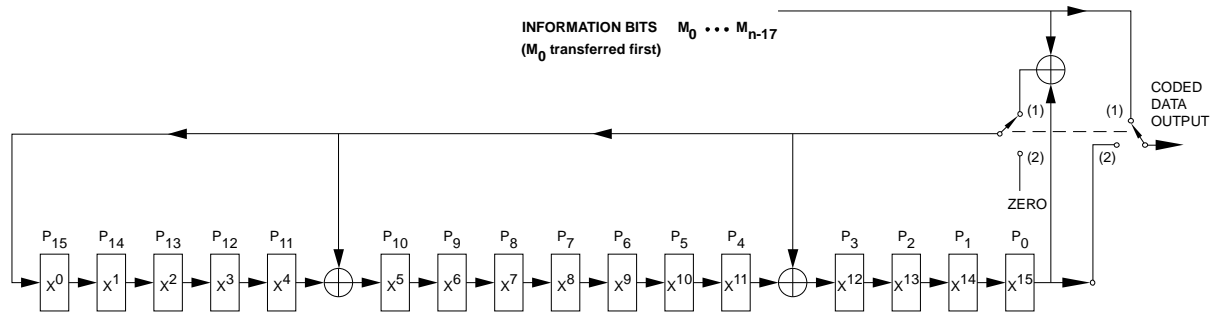 INFORMATION BITS M₀ • • • Mₙ₋₁₇
(M₀ transferred first)
CODED
DATA
OUTPUT
(1)
(1)
(2)
(2)
ZERO
P₁₅ P₁₄ P₁₃ P₁₂ P₁₁ P₁₀ P₉ P₈ P₇ P₆ P₅ P₄ P₃ P₂ P₁ P₀
X⁰ X¹ X² X³ X⁴ X⁵ X⁶ X⁷ X⁸ X⁹ X¹⁰ X¹¹ X¹² X¹³ X¹⁴ X¹⁵